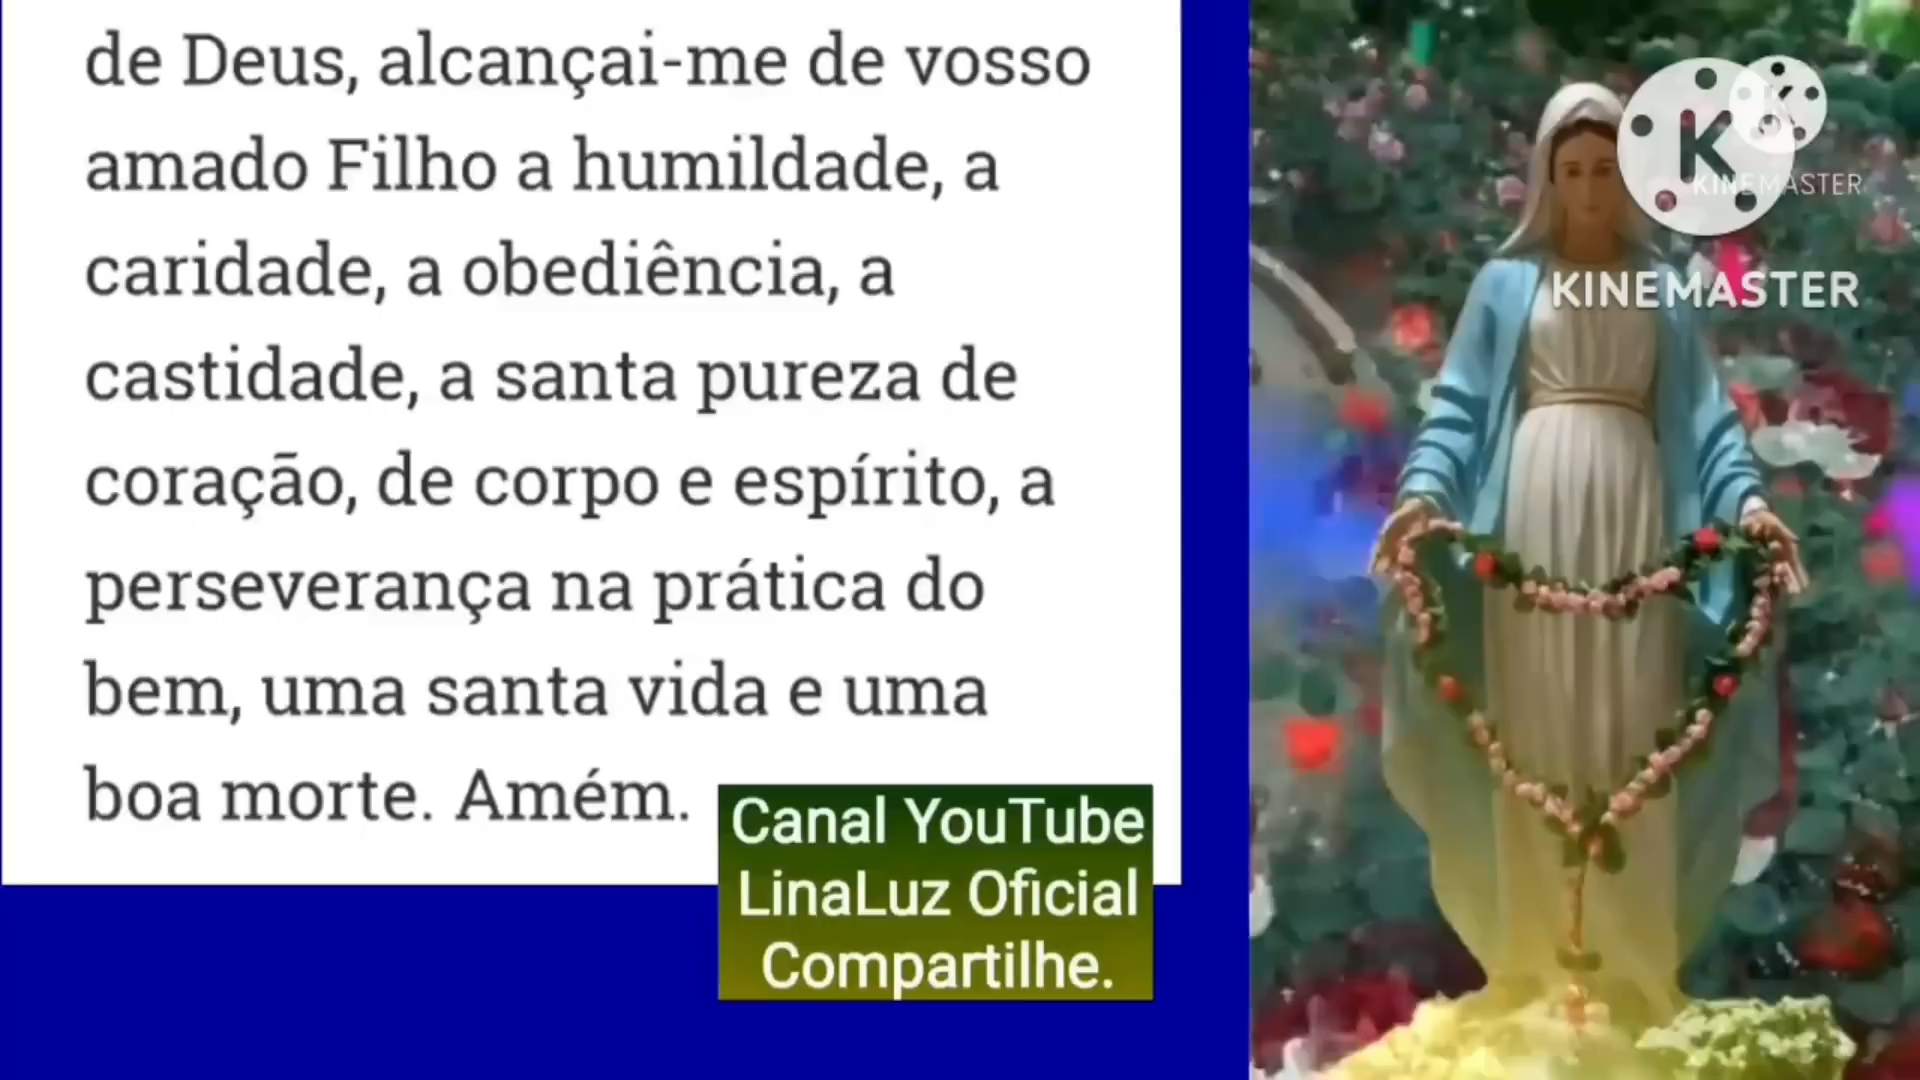 de Deus, alcançai-me de vosso
amado Filho a humildade, a
caridade, a obediência, a
castidade, a santa pureza de
coração, de corpo e espírito, a
perseverança na prática do
bem, uma santa vida e uma
boa morte. Amém.
Canal YouTube
LinaLuz Oficial
Compartilhe.
K
K
KINEMASTER
KINEMASTER